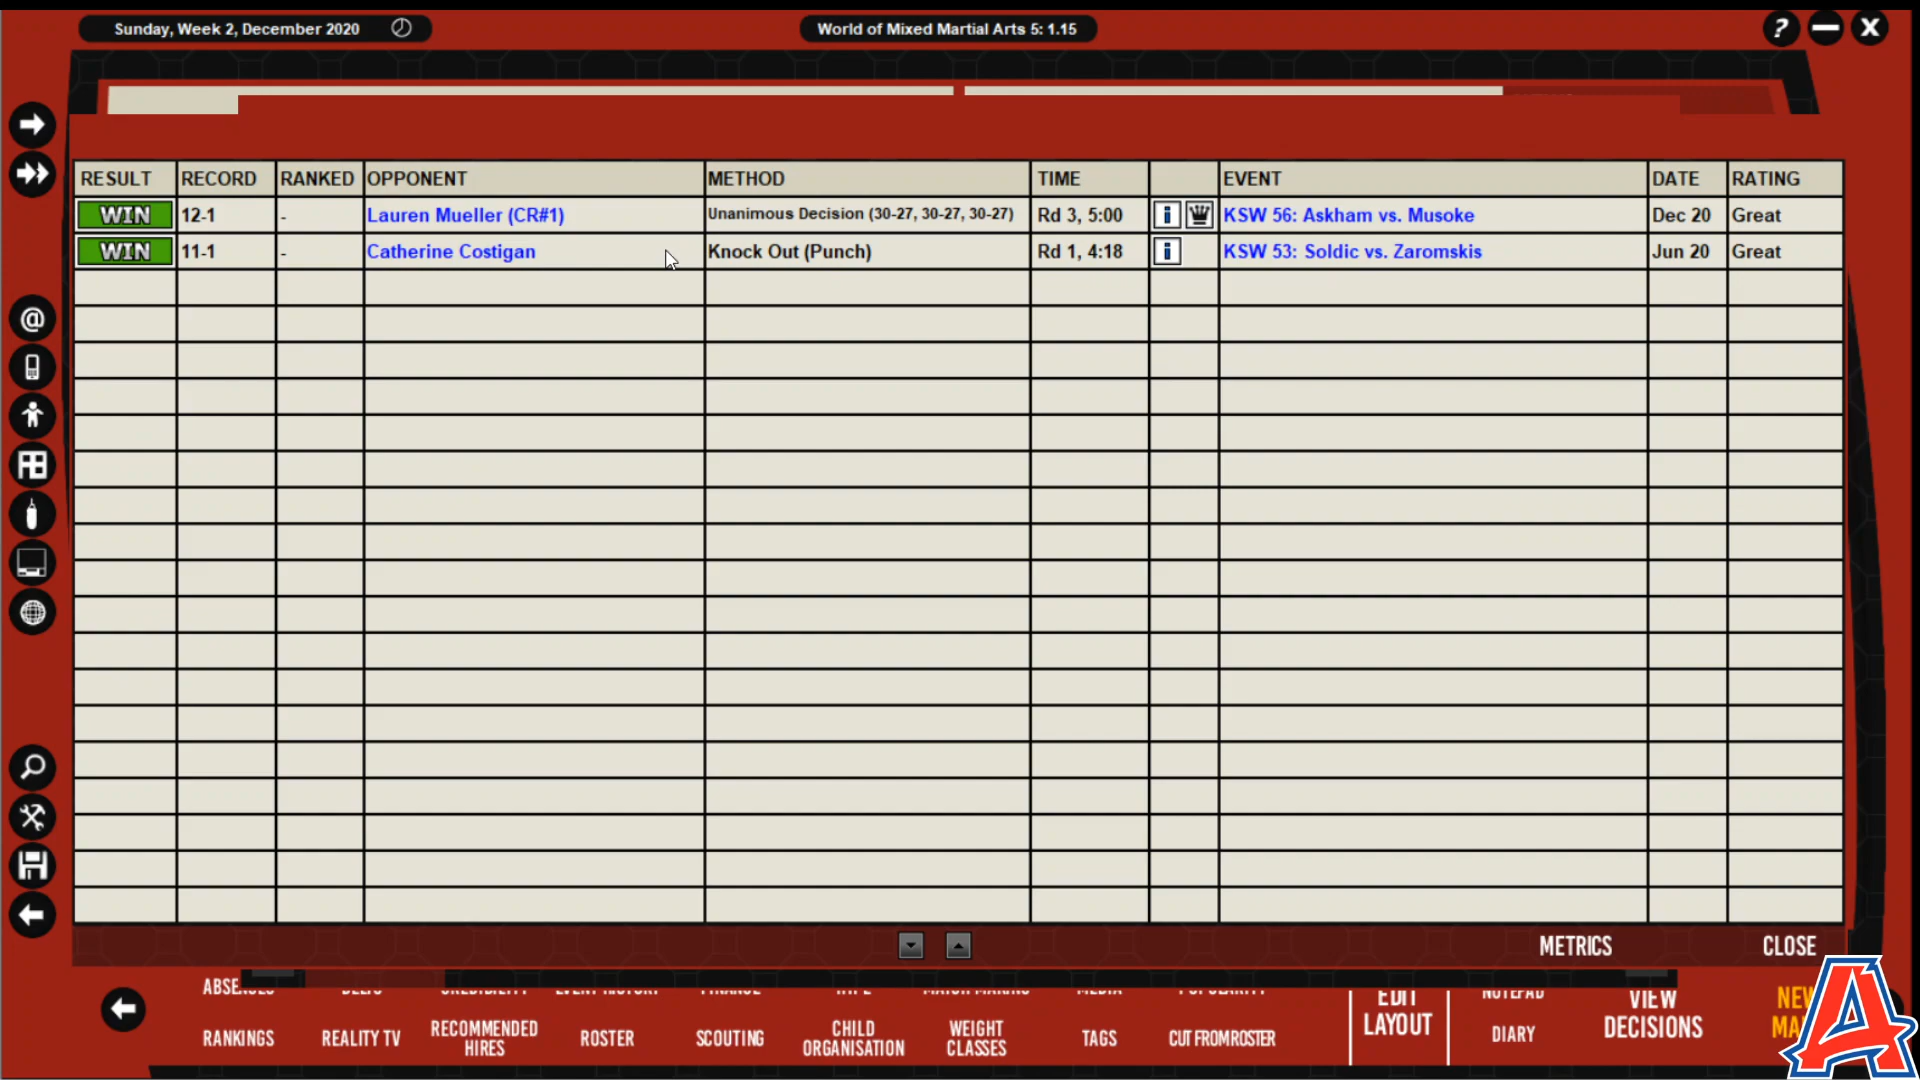 Sunday, Week 2, December 2020
World of Mixed Martial Arts 5: 1.15
?
X
RESULT RECORD RANKED OPPONENT METHOD TIME EVENT DATE RATING
WIN 12-1 - Lauren Mueller (CR#1) Unanimous Decision (30-27, 30-27, 30-27) Rd 3, 5:00 i KSW 56: Askham vs. Musoke Dec 20 Great
WIN 11-1 - Catherine Costigan Knock Out (Punch) Rd 1, 4:18 i KSW 53: Soldic vs. Zaromskis Jun 20 Great
@
METRICS CLOSE
RANKINGS REALITY TV RECOMMENDED HIRES ROSTER SCOUTING CHILD ORGANISATION WEIGHT CLASSES TAGS CUT FROM ROSTER
EDIT LAYOUT
NOTEPAD
DIARY
VIEW DECISIONS
A